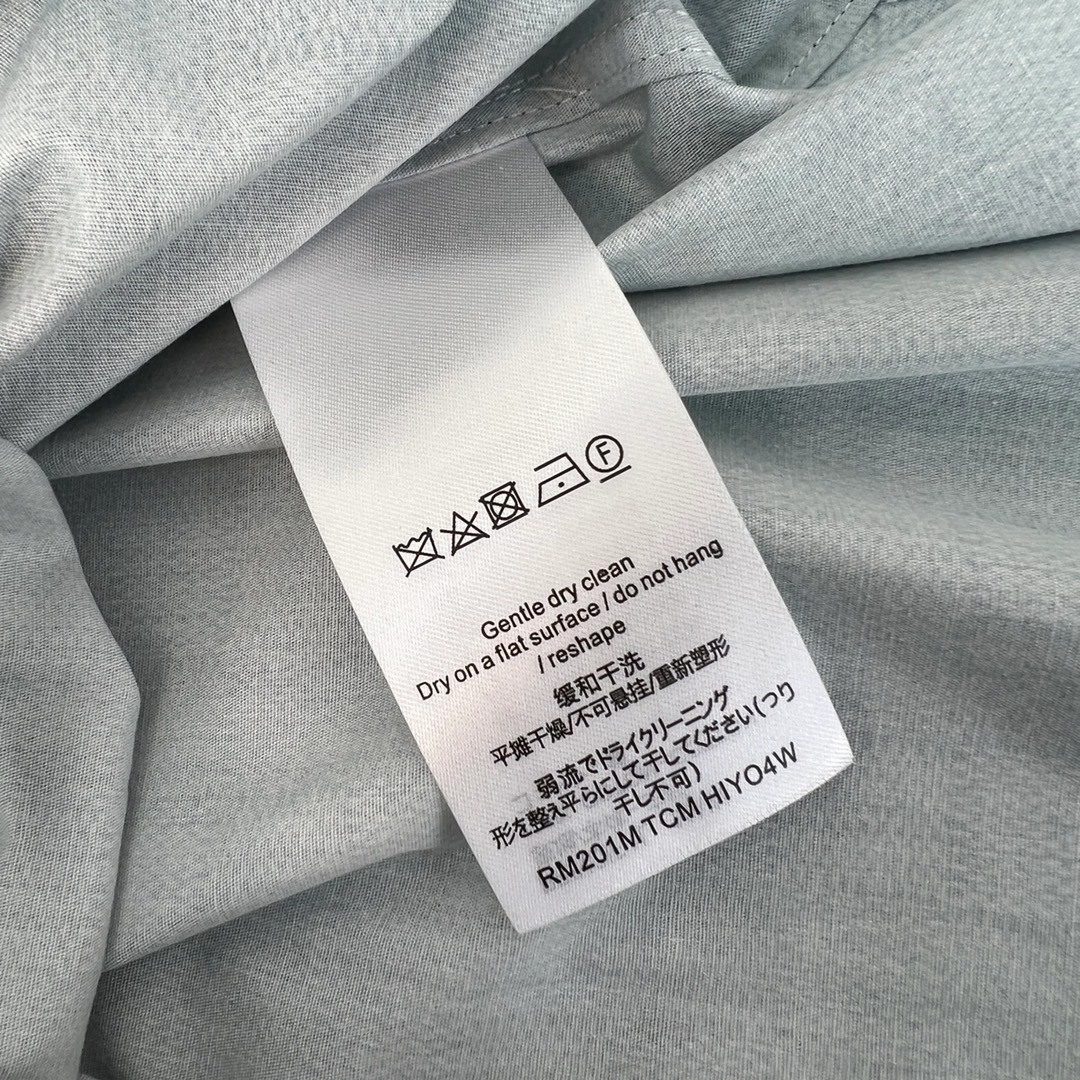 F
Gentle dry clean
Dry on a flat surface / do not hang
/ reshape
缓和干洗
平摊干燥/不可悬挂/重新塑形
弱流でドライクリーニング
形を整え平らにして干してください(つり
干し不可)
RM201M TCM HIYO4W